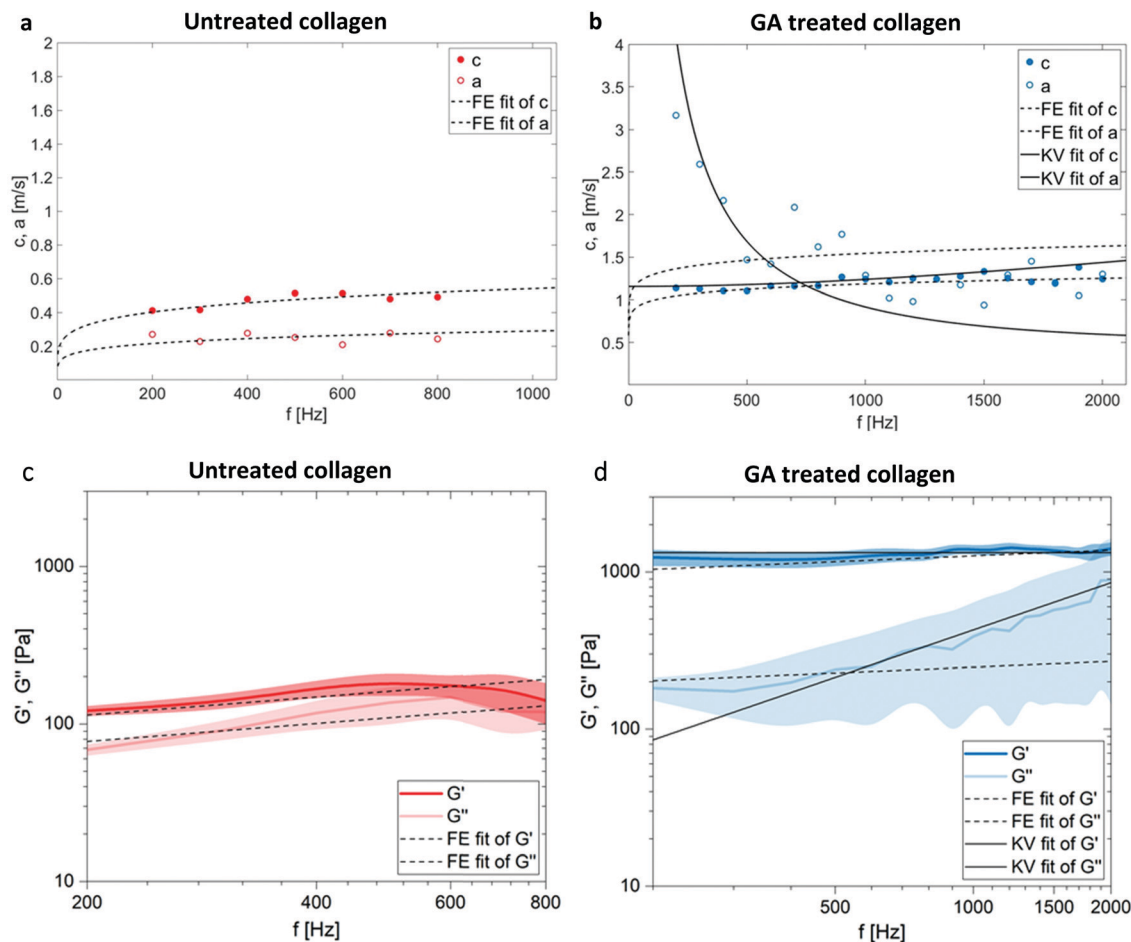 a
Untreated collagen
2
1.8
1.6
1.4
1.2
1
0.8
0.6
0.4
0.2
c, a [m/s]
c
a
FE fit of c
FE fit of a
0
200
400
600
800
1000
f [Hz]
b
GA treated collagen
4
3.5
3
2.5
2
1.5
1
0.5
c, a [m/s]
c
a
FE fit of c
FE fit of a
KV fit of c
KV fit of a
0
500
1000
1500
2000
f [Hz]
c
Untreated collagen
1000
100
10
G', G'' [Pa]
G'
G''
FE fit of G'
FE fit of G''
200
400
600
800
f [Hz]
d
GA treated collagen
1000
100
10
G', G'' [Pa]
G'
G''
FE fit of G'
FE fit of G''
KV fit of G'
KV fit of G''
500
1000
1500
2000
f [Hz]